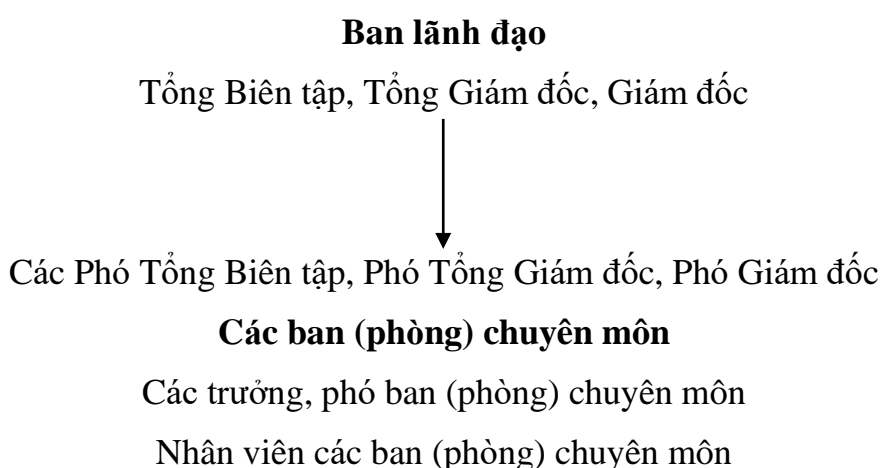 Ban lãnh đạo
Tổng Biên tập, Tổng Giám đốc, Giám đốc
Các Phó Tổng Biên tập, Phó Tổng Giám đốc, Phó Giám đốc
Các ban (phòng) chuyên môn
Các trưởng, phó ban (phòng) chuyên môn
Nhân viên các ban (phòng) chuyên môn